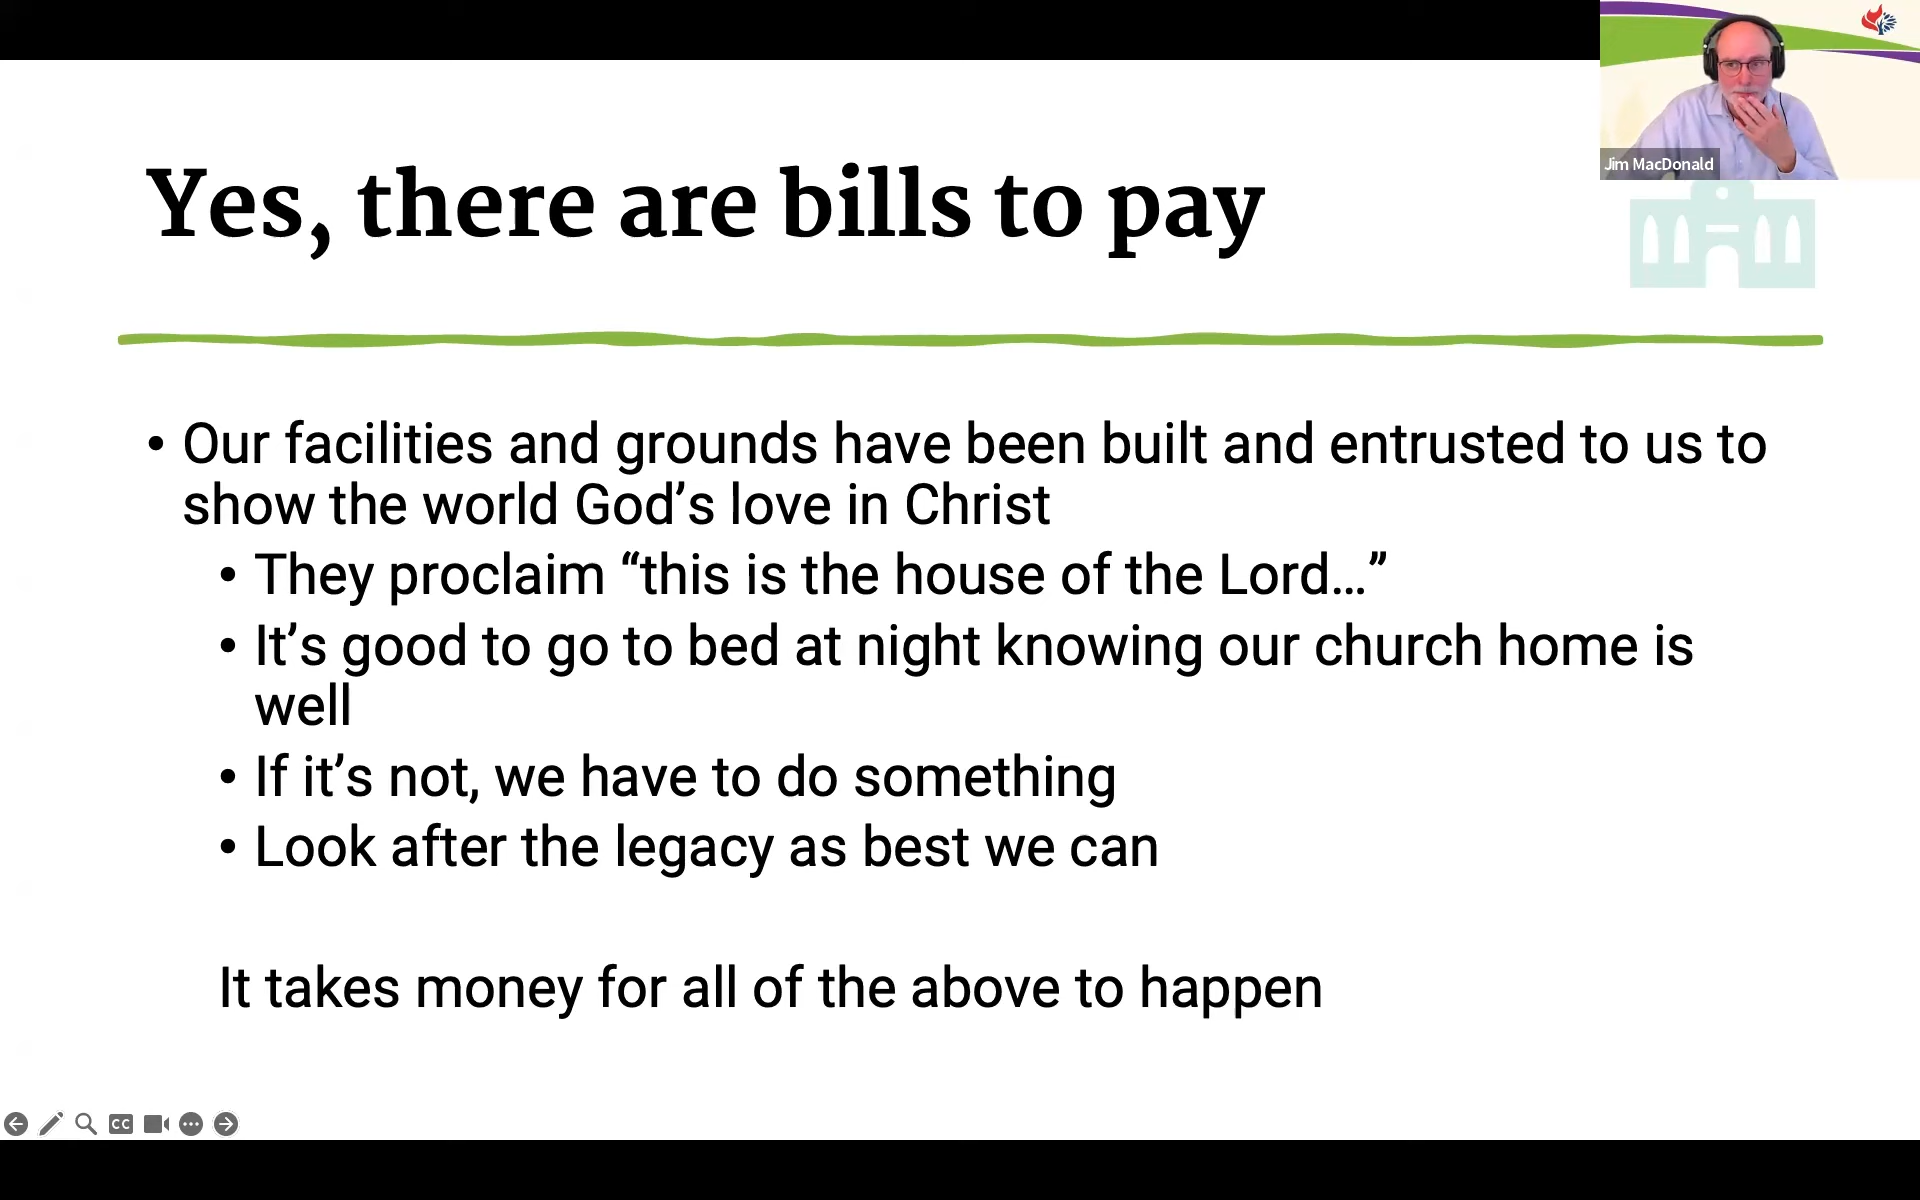 Jim MacDonald
Yes, there are bills to pay
• Our facilities and grounds have been built and entrusted to us to
show the world God’s love in Christ
• They proclaim “this is the house of the Lord...”
• It’s good to go to bed at night knowing our church home is
well
• If it’s not, we have to do something
• Look after the legacy as best we can
It takes money for all of the above to happen
CC